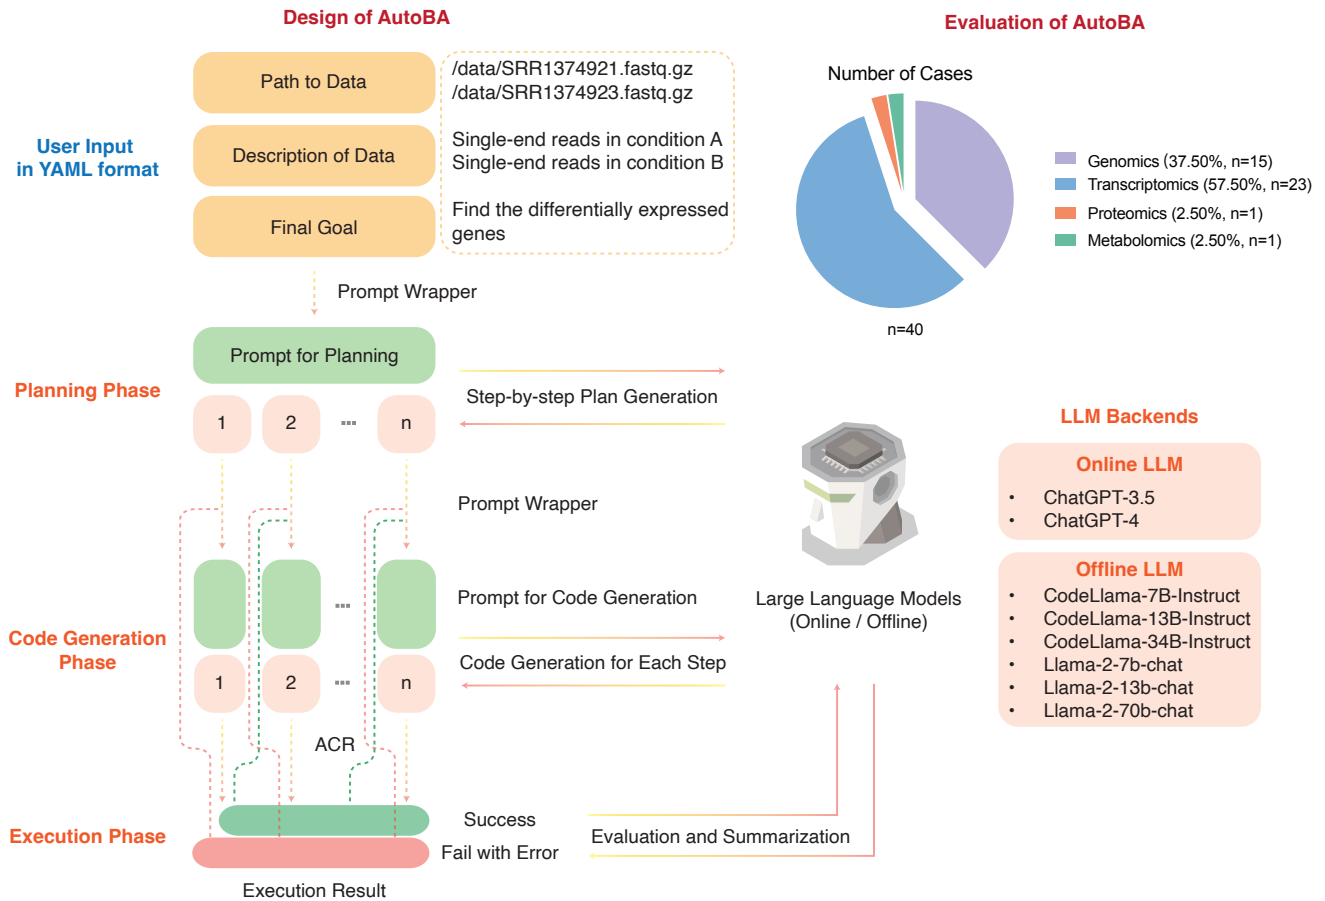 Design of AutoBA
Evaluation of AutoBA
User Input
in YAML format
Path to Data
/data/SRR1374921.fastq.gz
/data/SRR1374923.fastq.gz
Description of Data
Single-end reads in condition A
Single-end reads in condition B
Final Goal
Find the differentially expressed
genes
Number of Cases
Genomics (37.50%, n=15)
Transcriptomics (57.50%, n=23)
Proteomics (2.50%, n=1)
Metabolomics (2.50%, n=1)
n=40
Prompt Wrapper
Planning Phase
Prompt for Planning
1
2
...
n
Step-by-step Plan Generation
Prompt Wrapper
Code Generation
Phase
...
Prompt for Code Generation
1
2
...
n
Code Generation for Each Step
Large Language Models
(Online / Offline)
LLM Backends
Online LLM
• ChatGPT-3.5
• ChatGPT-4
Offline LLM
• CodeLlama-7B-Instruct
• CodeLlama-13B-Instruct
• CodeLlama-34B-Instruct
• Llama-2-7b-chat
• Llama-2-13b-chat
• Llama-2-70b-chat
ACR
Execution Phase
Success
Fail with Error
Evaluation and Summarization
Execution Result